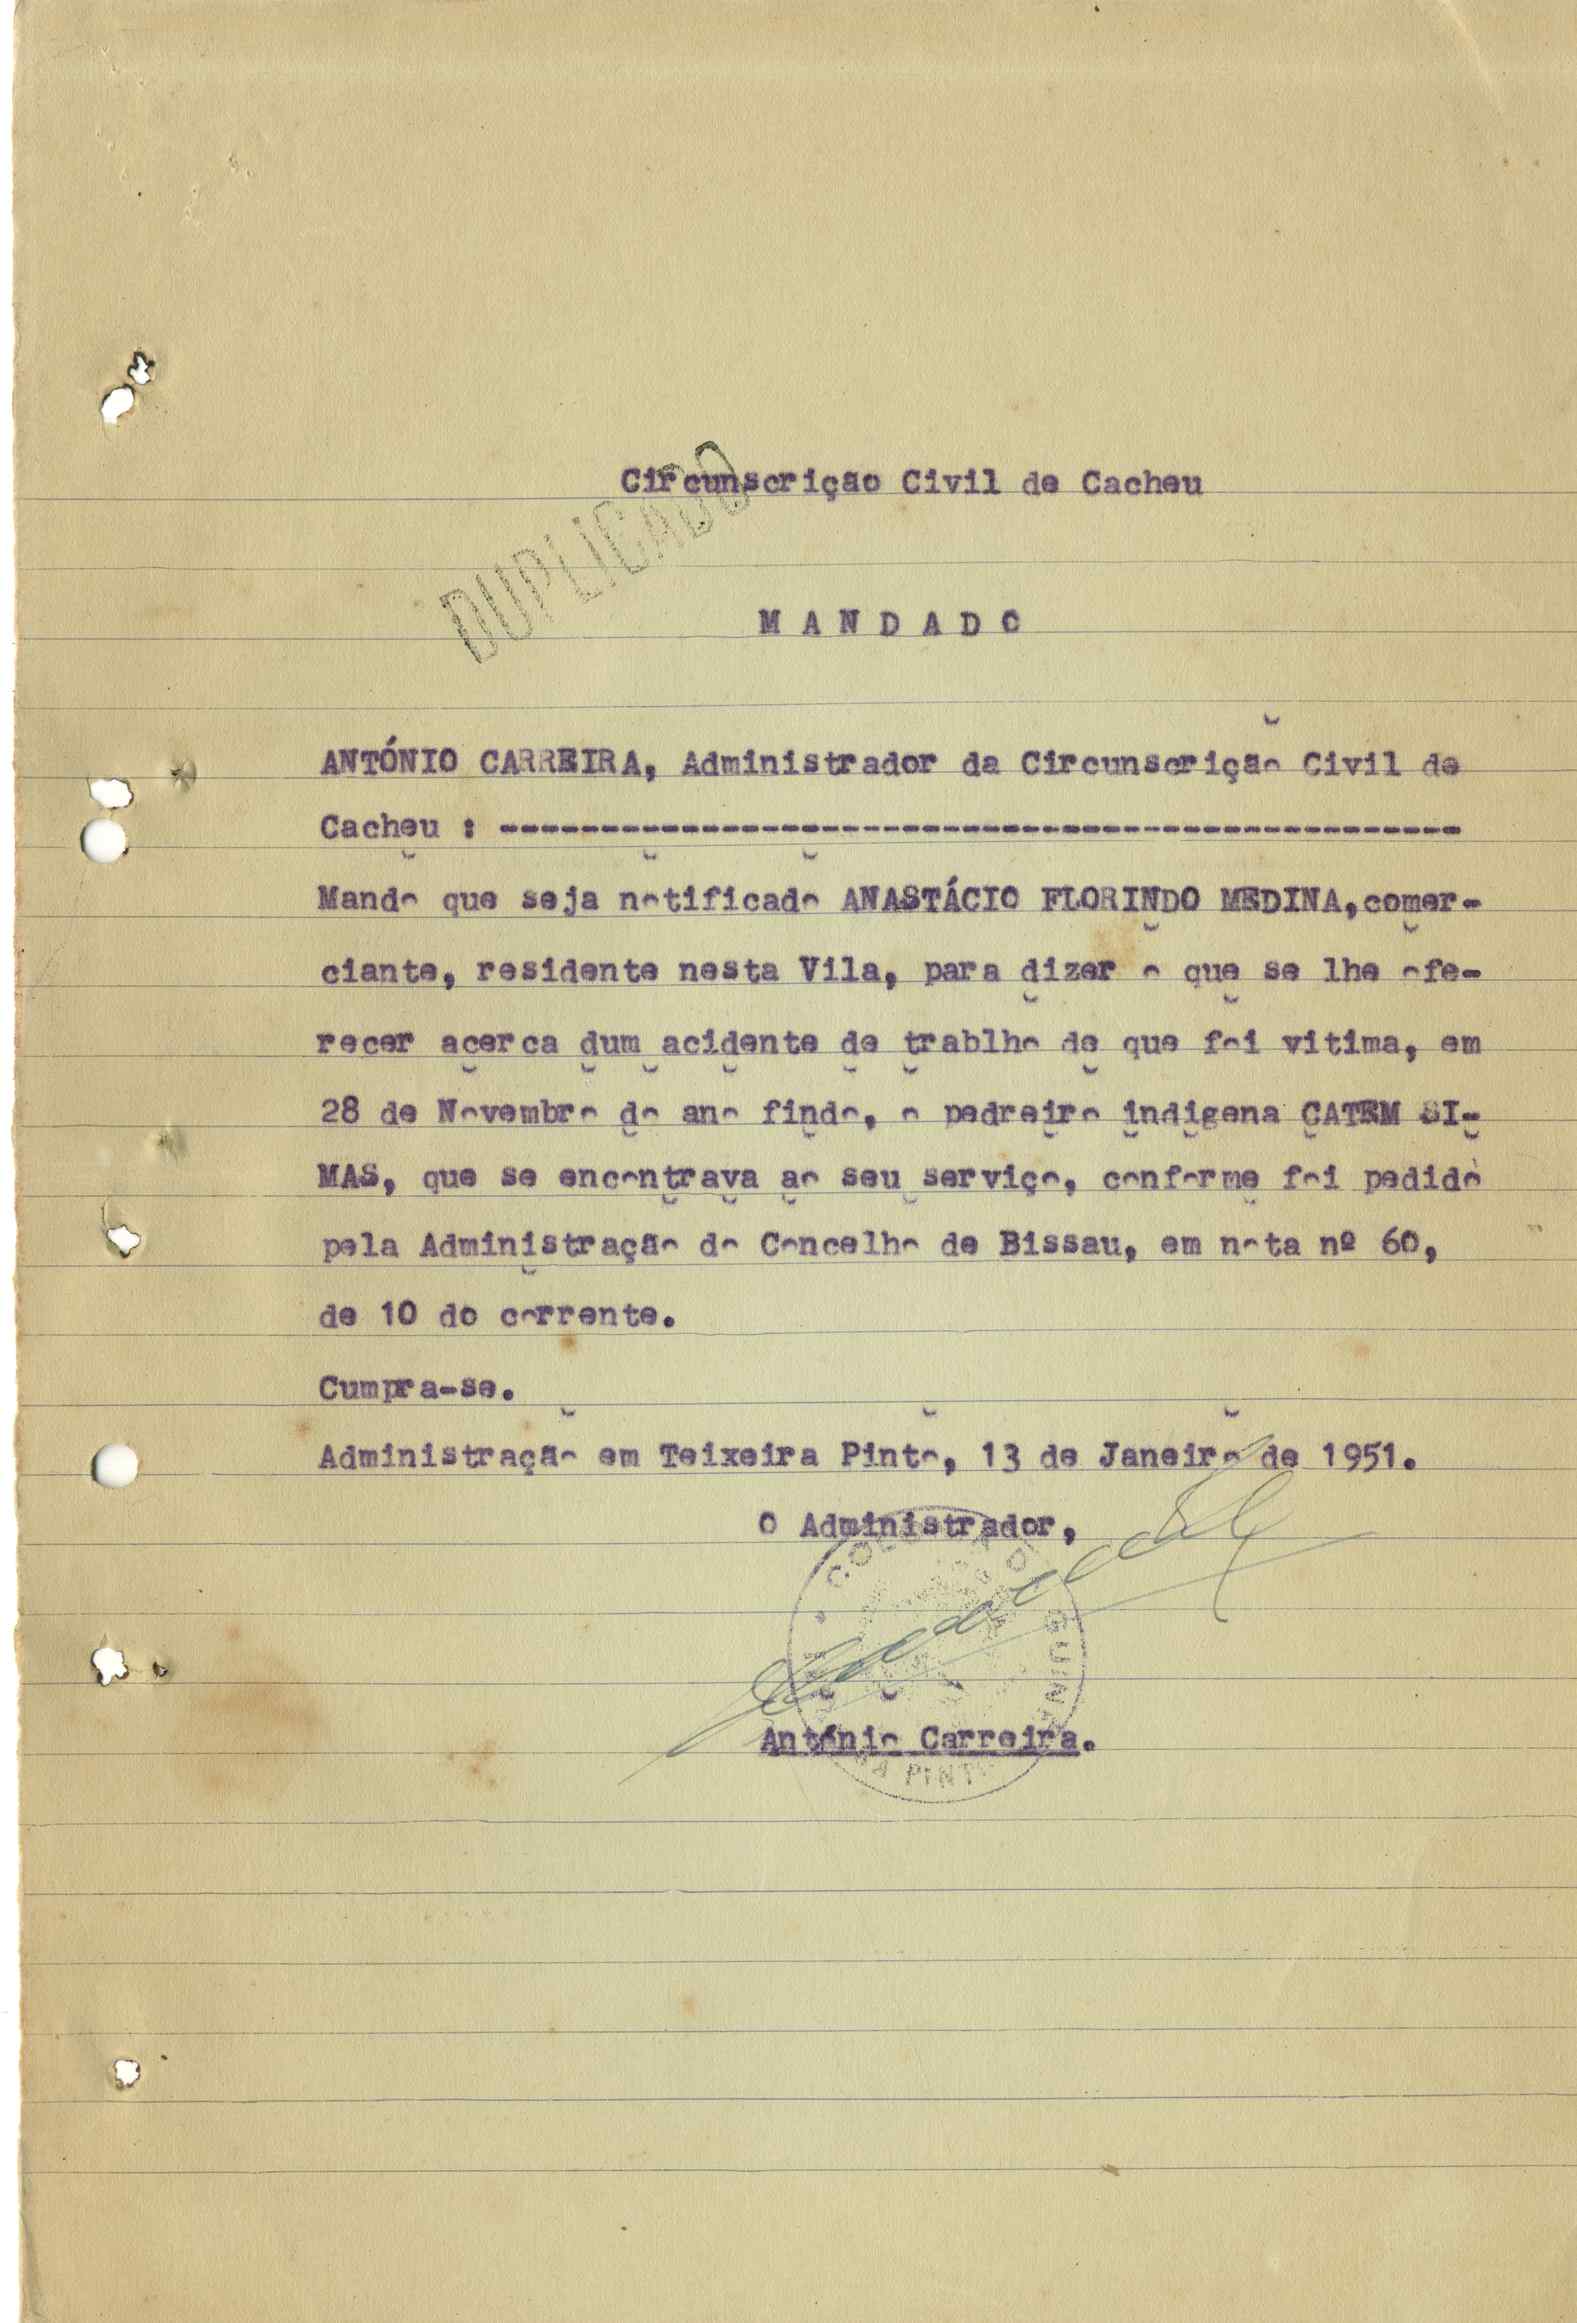 Circunscrição Civil de Cacheu
DUPLICADO
M A N D A D O
ANTÓNIO CARREIRA, Administrador da Circunscrição Civil de
Cacheu : ------------------------------------------------
Mando que seja notificado ANASTÁCIO FLORINDO MEDINA,comer-
ciante, residente nesta Vila, para dizer o que se lhe ofe-
recer acerca dum acidente de trablho de que foi vitima, em
28 de Novembro do ano findo, o pedreiro indigena CATEM SI-
MAS, que se encontrava ao seu serviço, conforme foi pedido
pela Administração do Concelho de Bissau, em nota nº 60,
de 10 do corrente.
Cumpra-se.
Administração em Teixeira Pinto, 13 de Janeiro de 1951.
O Administrador,
António Carreira.